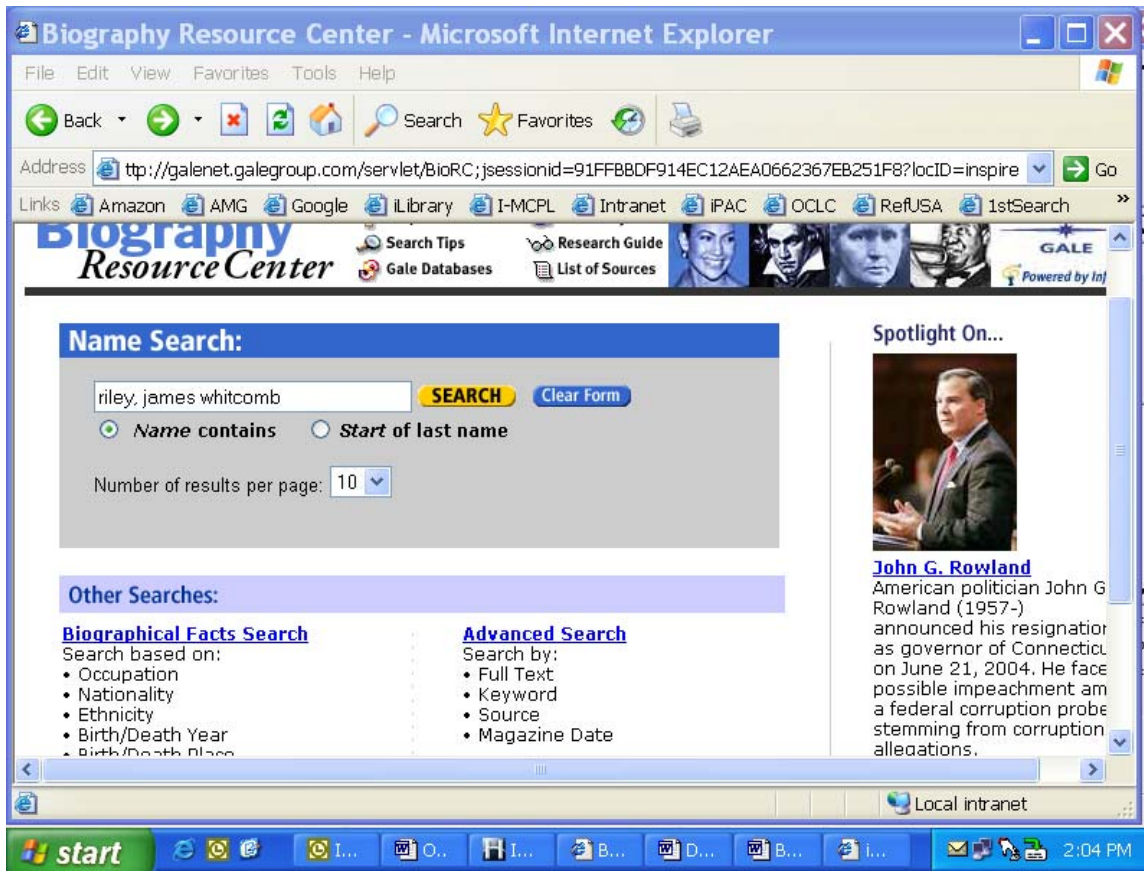 Biography Resource Center - Microsoft Internet Explorer
File Edit View Favorites Tools Help
Back Search Favorites
Address ttp://galenet.galegroup.com/servlet/BioRC;jsessionid=91FFBBDF914EC12AEA0662367EB251F8?locID=inspire Go
Links Amazon AMG Google iLibrary I-MCPL Intranet iPAC OCLC RefUSA 1stSearch »
Biography
Resource Center
Search Tips
Research Guide
Gale Databases
List of Sources
GALE
Powered by Inf
Name Search:
riley, james whitcomb SEARCH Clear Form
Name contains Start of last name
Number of results per page: 10
Other Searches:
Biographical Facts Search
Search based on:
• Occupation
• Nationality
• Ethnicity
• Birth/Death Year
• Birth/Death Place
Advanced Search
Search by:
• Full Text
• Keyword
• Source
• Magazine Date
Spotlight On...
John G. Rowland
American politician John G
Rowland (1957-)
announced his resignation
as governor of Connecticu
on June 21, 2004. He face
possible impeachment am
a federal corruption probe
stemming from corruption
allegations.
Local intranet
start I... O.. I... B... D... B... i... 2:04 PM